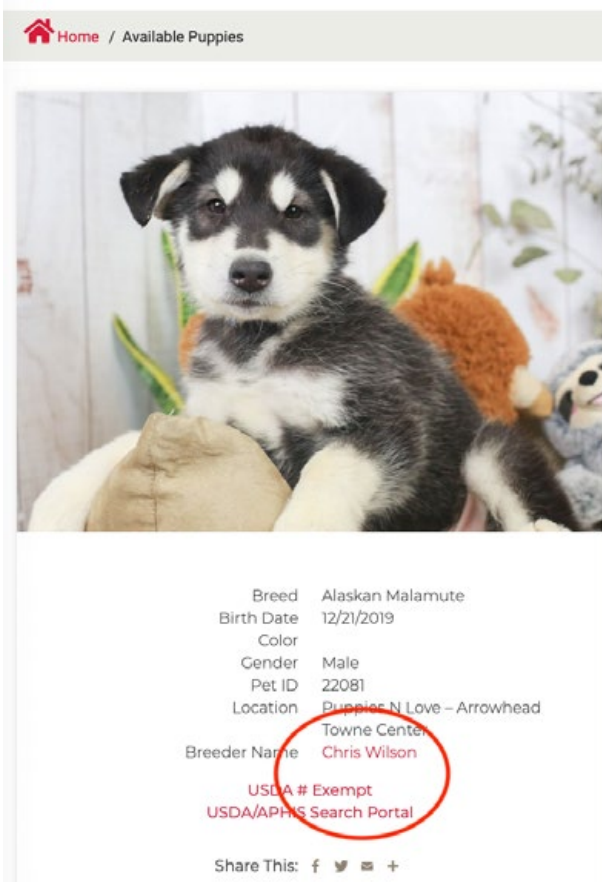 Home / Available Puppies
Breed Alaskan Malamute
Birth Date 12/21/2019
Color
Gender Male
Pet ID 22081
Location Puppies N Love – Arrowhead
Towne Center
Breeder Name Chris Wilson
USDA # Exempt
USDA/APHIS Search Portal
Share This: